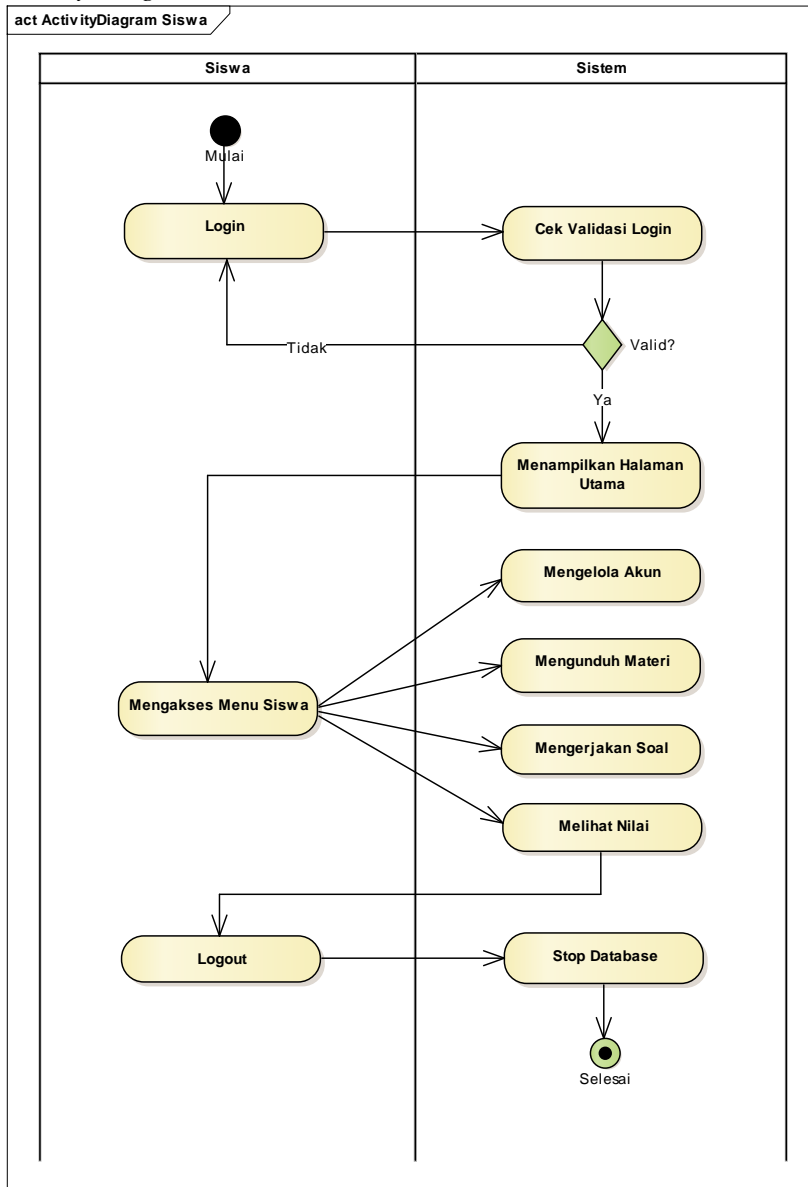 act ActivityDiagram Siswa
Siswa
Sistem
Mulai
Login
Cek Validasi Login
Tidak
Valid?
Ya
Menampilkan Halaman
Utama
Mengelola Akun
Mengunduh Materi
Mengakses Menu Siswa
Mengerjakan Soal
Melihat Nilai
Logout
Stop Database
Selesai